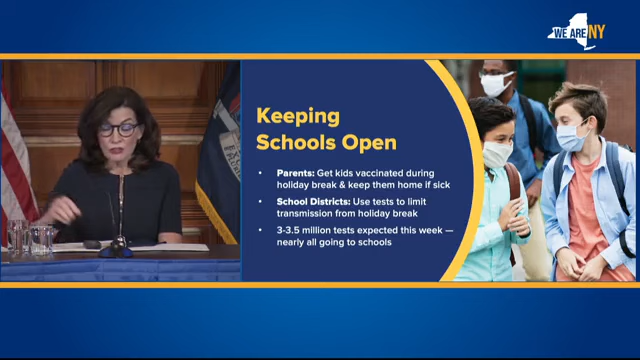 WE ARE NY
Keeping
Schools Open
• Parents: Get kids vaccinated during
holiday break & keep them home if sick
• School Districts: Use tests to limit
transmission from holiday break
• 3-3.5 million tests expected this week —
nearly all going to schools